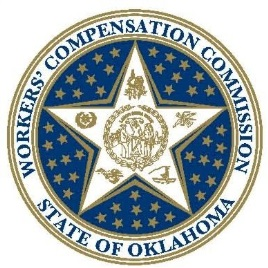 WORKERS' COMPENSATION COMMISSION
STATE OF OKLAHOMA